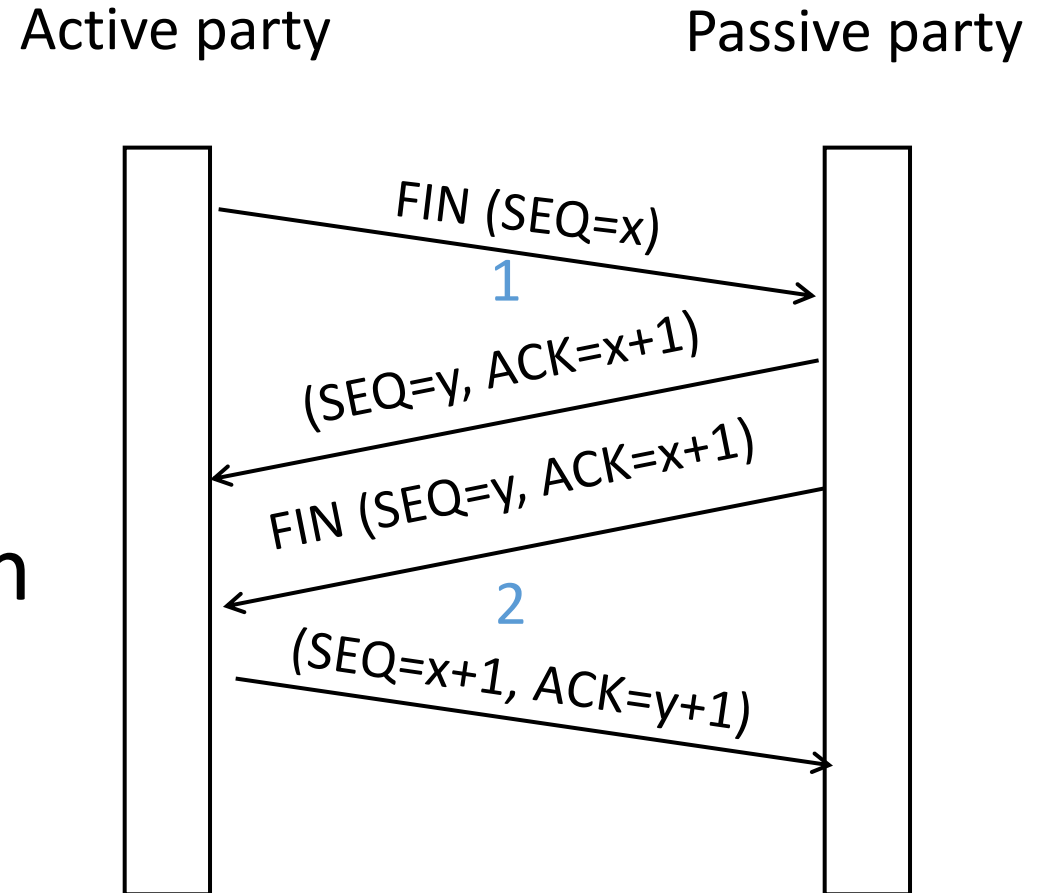 Active party
Passive party
FIN (SEQ=x)
1
(SEQ=y, ACK=x+1)
FIN (SEQ=y, ACK=x+1)
n
2
(SEQ=x+1, ACK=y+1)